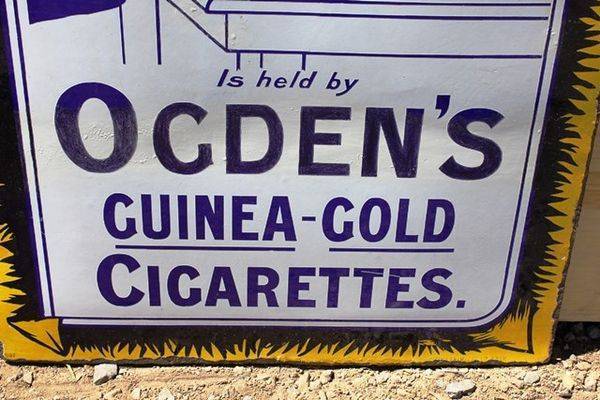 Is held by
OGDEN'S
GUINEA-GOLD
CIGARETTES.